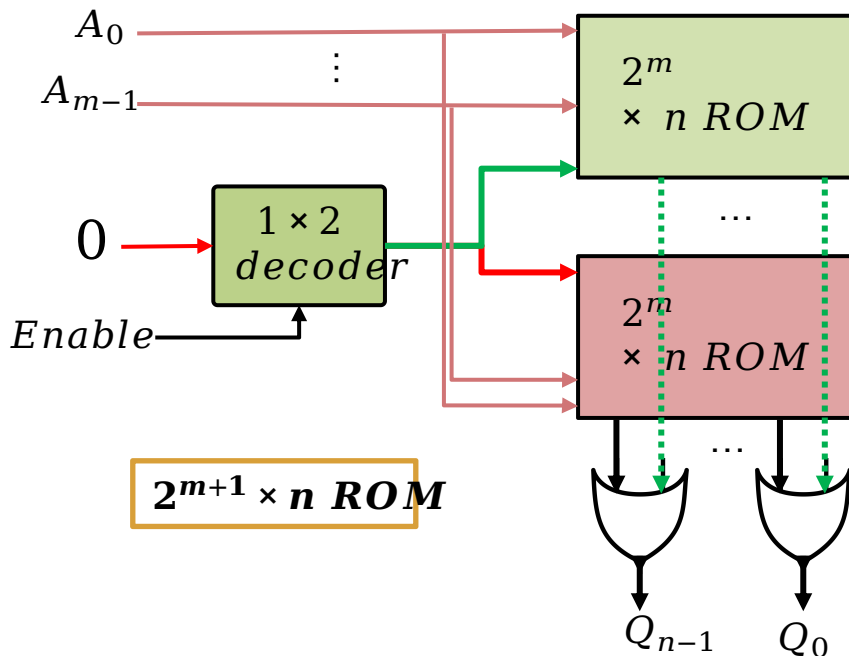 A₀
⋮
Aₘ₋₁
2ᵐ
× n ROM
...
0
1 × 2
decoder
Enable
2ᵐ
× n ROM
...
2ᵐ⁺¹ × n ROM
Qₙ₋₁
Q₀